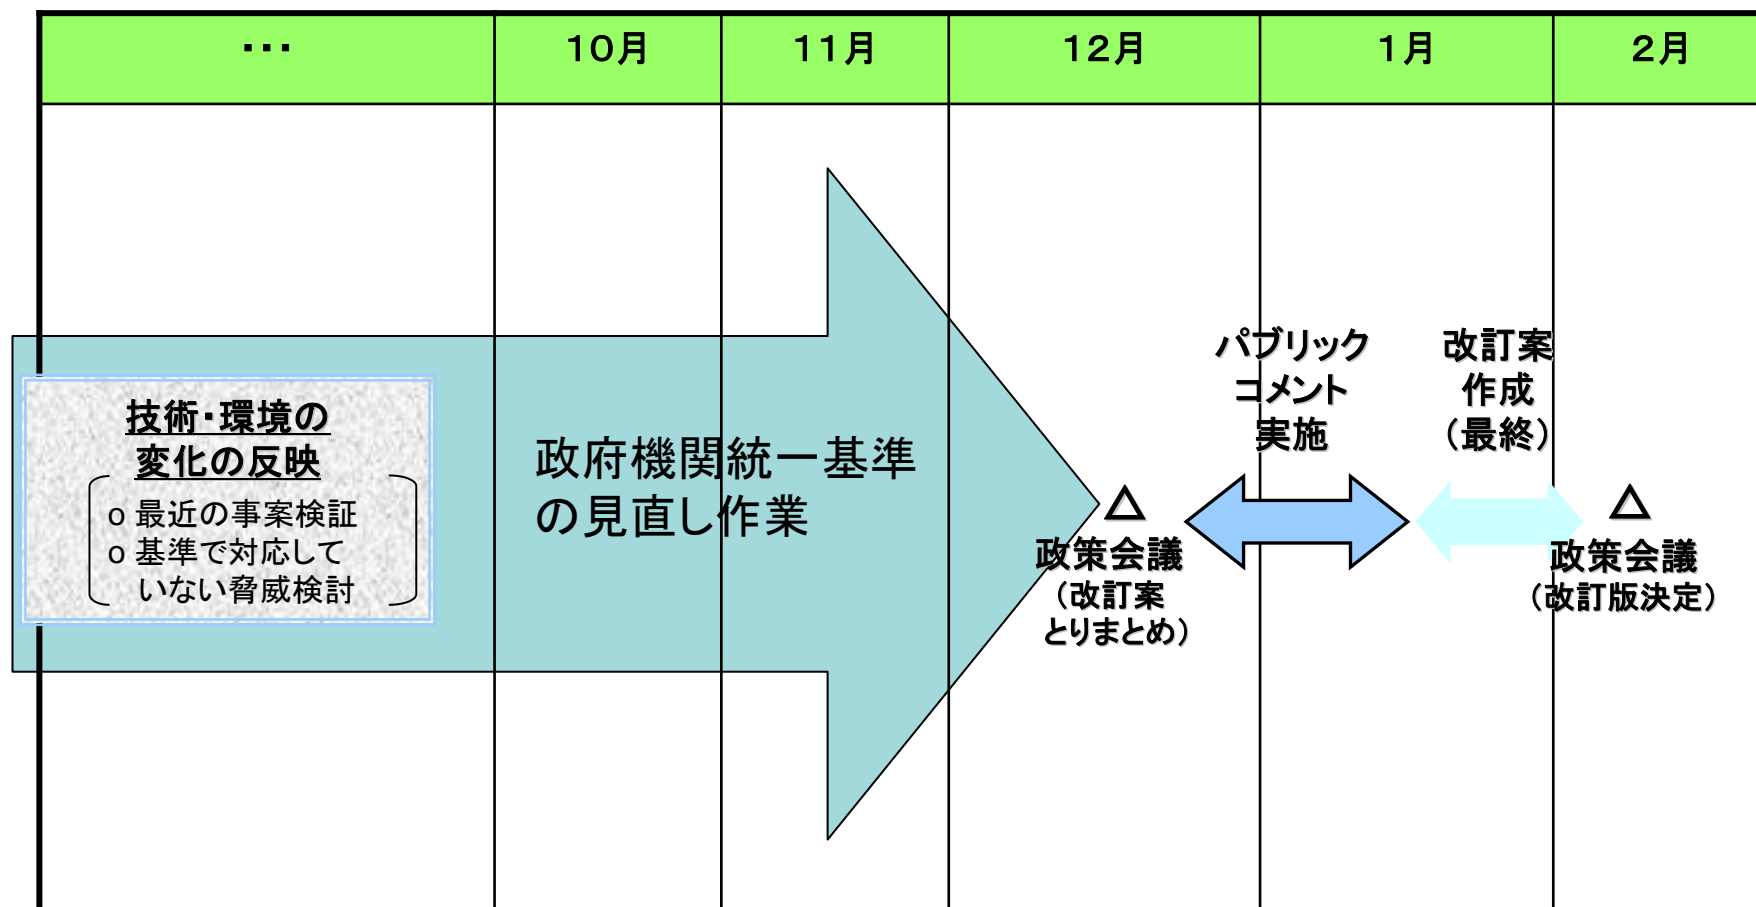 ･･･
10月
11月
12月
1月
2月
技術･環境の
変化の反映
o 最近の事案検証
o 基準で対応して
いない脅威検討
政府機関統一基準
の見直し作業
△
政策会議
（改訂案
とりまとめ）
パブリック
コメント
実施
改訂案
作成
（最終）
△
政策会議
（改訂版決定）